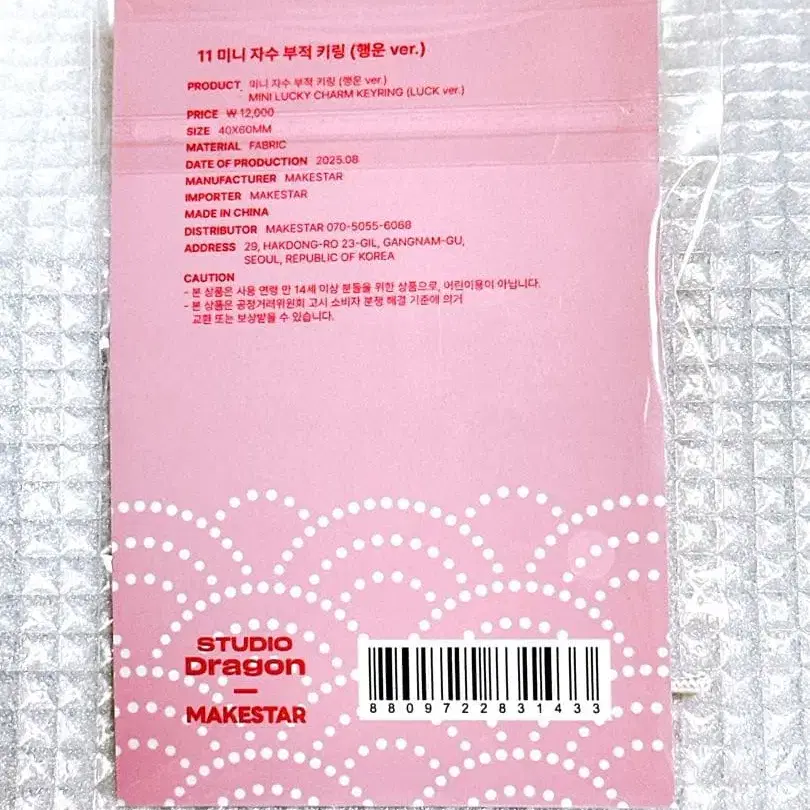 11 미니 자수 부적 키링 (행운 ver.)
PRODUCT 미니 자수 부적 키링 (행운 ver.)
MINI LUCKY CHARM KEYRING (LUCK ver.)
PRICE ₩ 12,000
SIZE 40X60MM
MATERIAL FABRIC
DATE OF PRODUCTION 2025.08
MANUFACTURER MAKESTAR
IMPORTER MAKESTAR
MADE IN CHINA
DISTRIBUTOR MAKESTAR 070-5055-6068
ADDRESS 29, HAKDONG-RO 23-GIL, GANGNAM-GU,
SEOUL, REPUBLIC OF KOREA
CAUTION
- 본 상품은 사용 연령 만 14세 이상 분들을 위한 상품으로, 어린이용이 아닙니다.
- 본 상품은 공정거래위원회 고시 소비자 분쟁 해결 기준에 의거
교환 또는 보상받을 수 있습니다.
STUDIO
Dragon
MAKESTAR
8809722831433